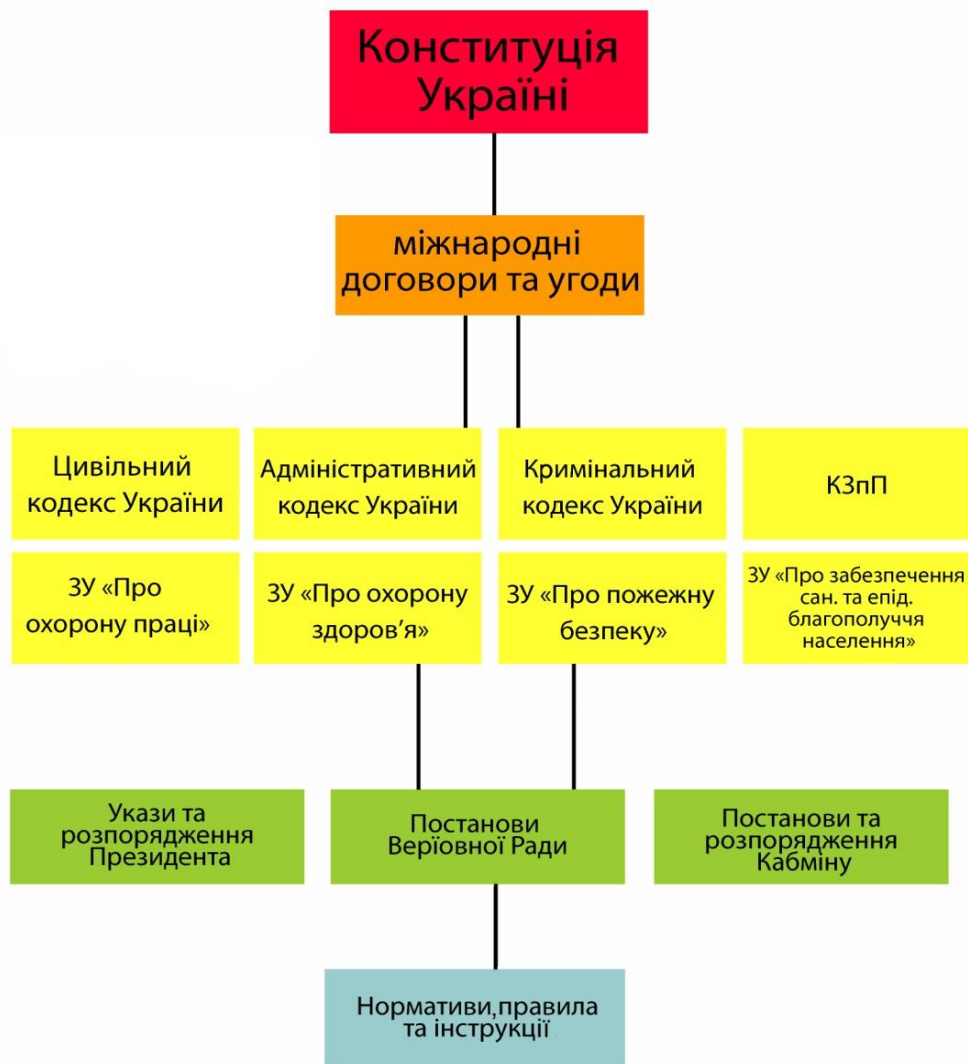 Конституція
Україні
міжнародні
договори та угоди
Цивільний
кодекс України
Адміністративний
кодекс України
Кримінальний
кодекс України
КЗпП
ЗУ «Про
охорону праці»
ЗУ «Про охорону
здоров'я»
ЗУ «Про пожежну
безпеку»
ЗУ «Про забезпечення
сан. та епід.
благополуччя
населення»
Укази та
розпорядження
Президента
Постанови
Верїовної Ради
Постанови та
розпорядження
Кабміну
Нормативи,правила
та інструкції